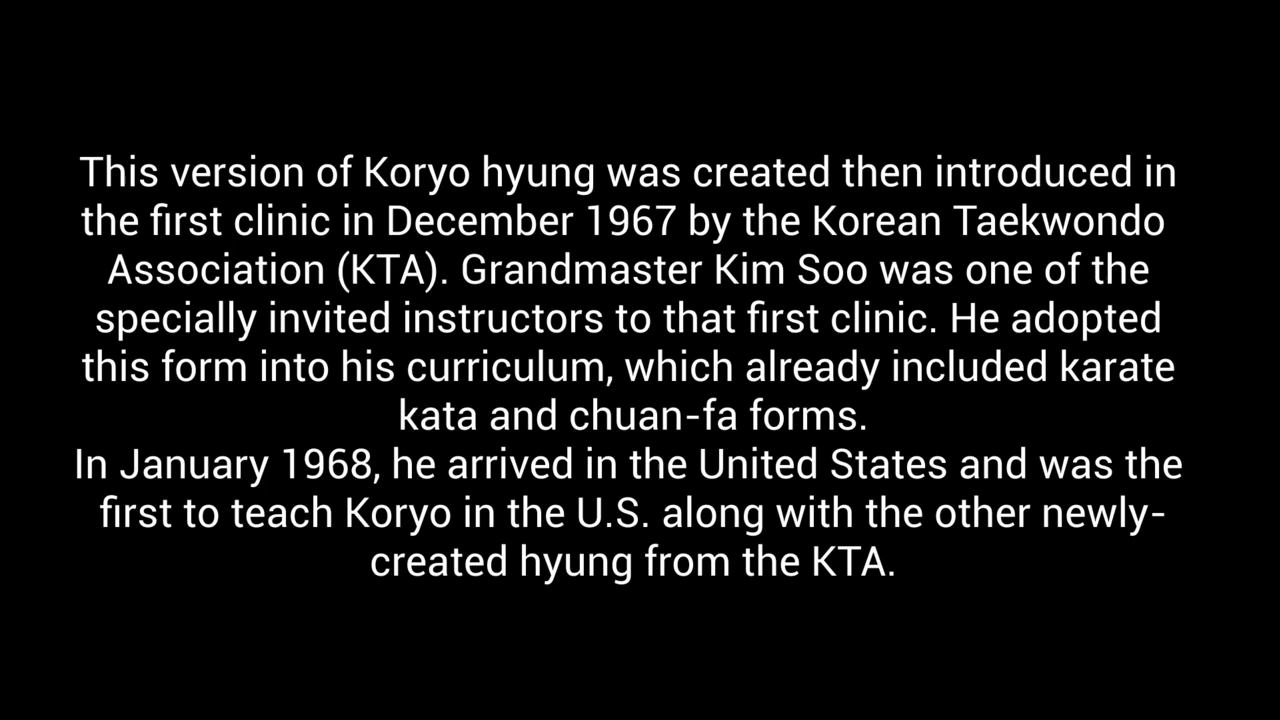 This version of Koryo hyung was created then introduced in
the first clinic in December 1967 by the Korean Taekwondo
Association (KTA). Grandmaster Kim Soo was one of the
specially invited instructors to that first clinic. He adopted
this form into his curriculum, which already included karate
kata and chuan-fa forms.
In January 1968, he arrived in the United States and was the
first to teach Koryo in the U.S. along with the other newly-
created hyung from the KTA.